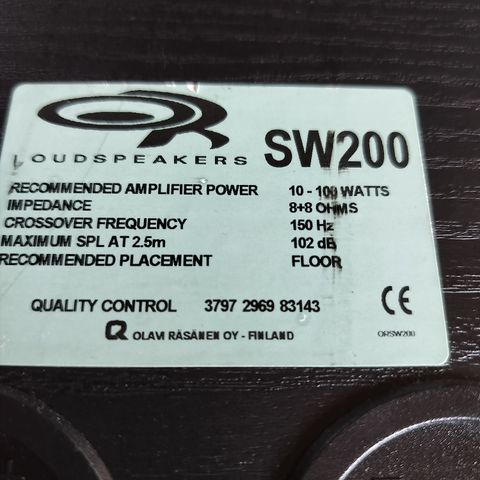 OR
LOUDSPEAKERS SW200
RECOMMENDED AMPLIFIER POWER 10 - 100 WATTS
IMPEDANCE 8+8 OHMS
CROSSOVER FREQUENCY 150 Hz
MAXIMUM SPL AT 2.5m 102 dB
RECOMMENDED PLACEMENT FLOOR
QUALITY CONTROL 3797 2969 83143
CE
OLAVI RÄSÄNEN OY - FINLAND
ORSW200